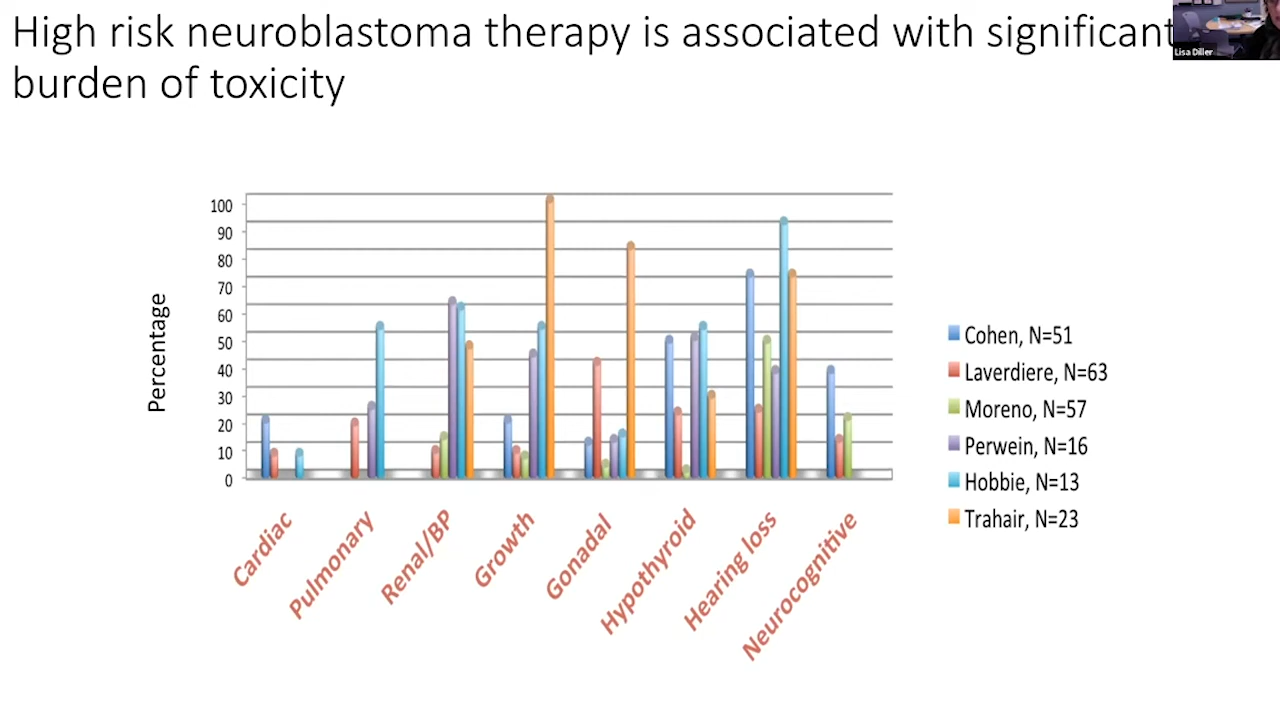 High risk neuroblastoma therapy is associated with significant
burden of toxicity
Lisa Diller
Percentage
100
90
80
70
60
50
40
30
20
10
0
Cardiac
Pulmonary
Renal/BP
Growth
Gonadal
Hypothyroid
Hearing loss
Neurocognitive
Cohen, N=51
Laverdiere, N=63
Moreno, N=57
Perwein, N=16
Hobbie, N=13
Trahair, N=23